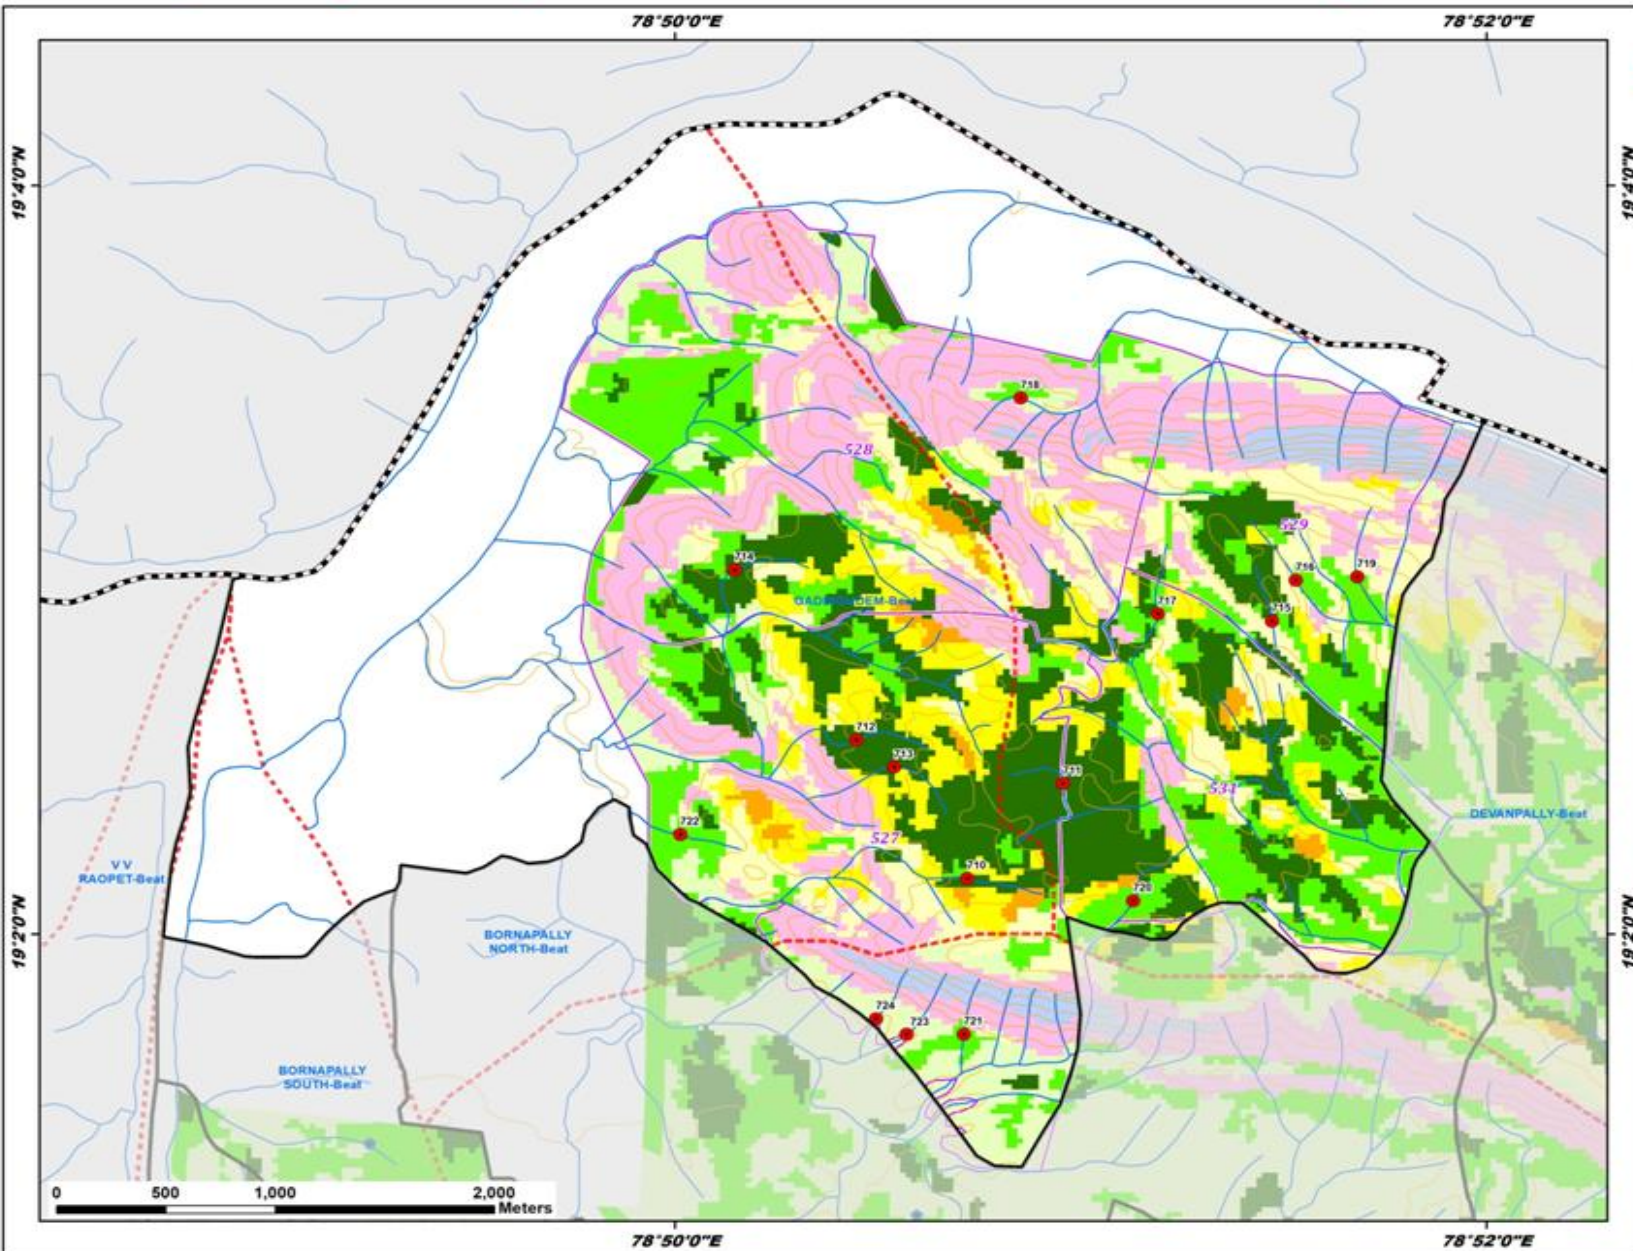 78°50'0"E
78°52'0"E
19°4'0"N
19°4'0"N
718
528
529
714
716
719
717
715
712
713
711
534
DEVANPALLY-Beat
722
527
V V
RAOPET-Beat
710
720
BORNAPALLY
NORTH-Beat
19°2'0"N
19°2'0"N
724
723
721
BORNAPALLY
SOUTH-Beat
0 500 1,000 2,000
Meters
78°50'0"E
78°52'0"E